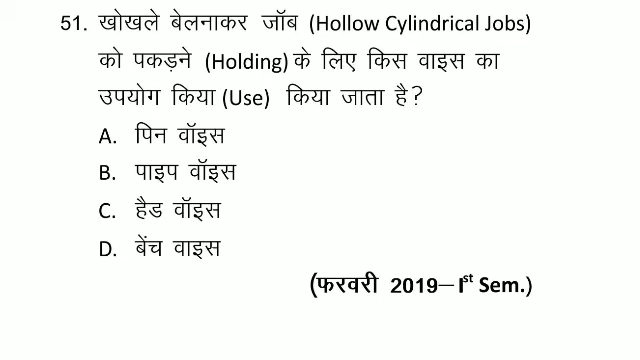 51. खोखले बेलनाकर जॉब (Hollow Cylindrical Jobs)
को पकड़ने (Holding) के लिए किस वाइस का
उपयोग किया (Use) किया जाता है?
A. पिन वॉइस
B. पाइप वॉइस
C. हैड वॉइस
D. बेंच वाइस
(फरवरी 2019–Ist Sem.)